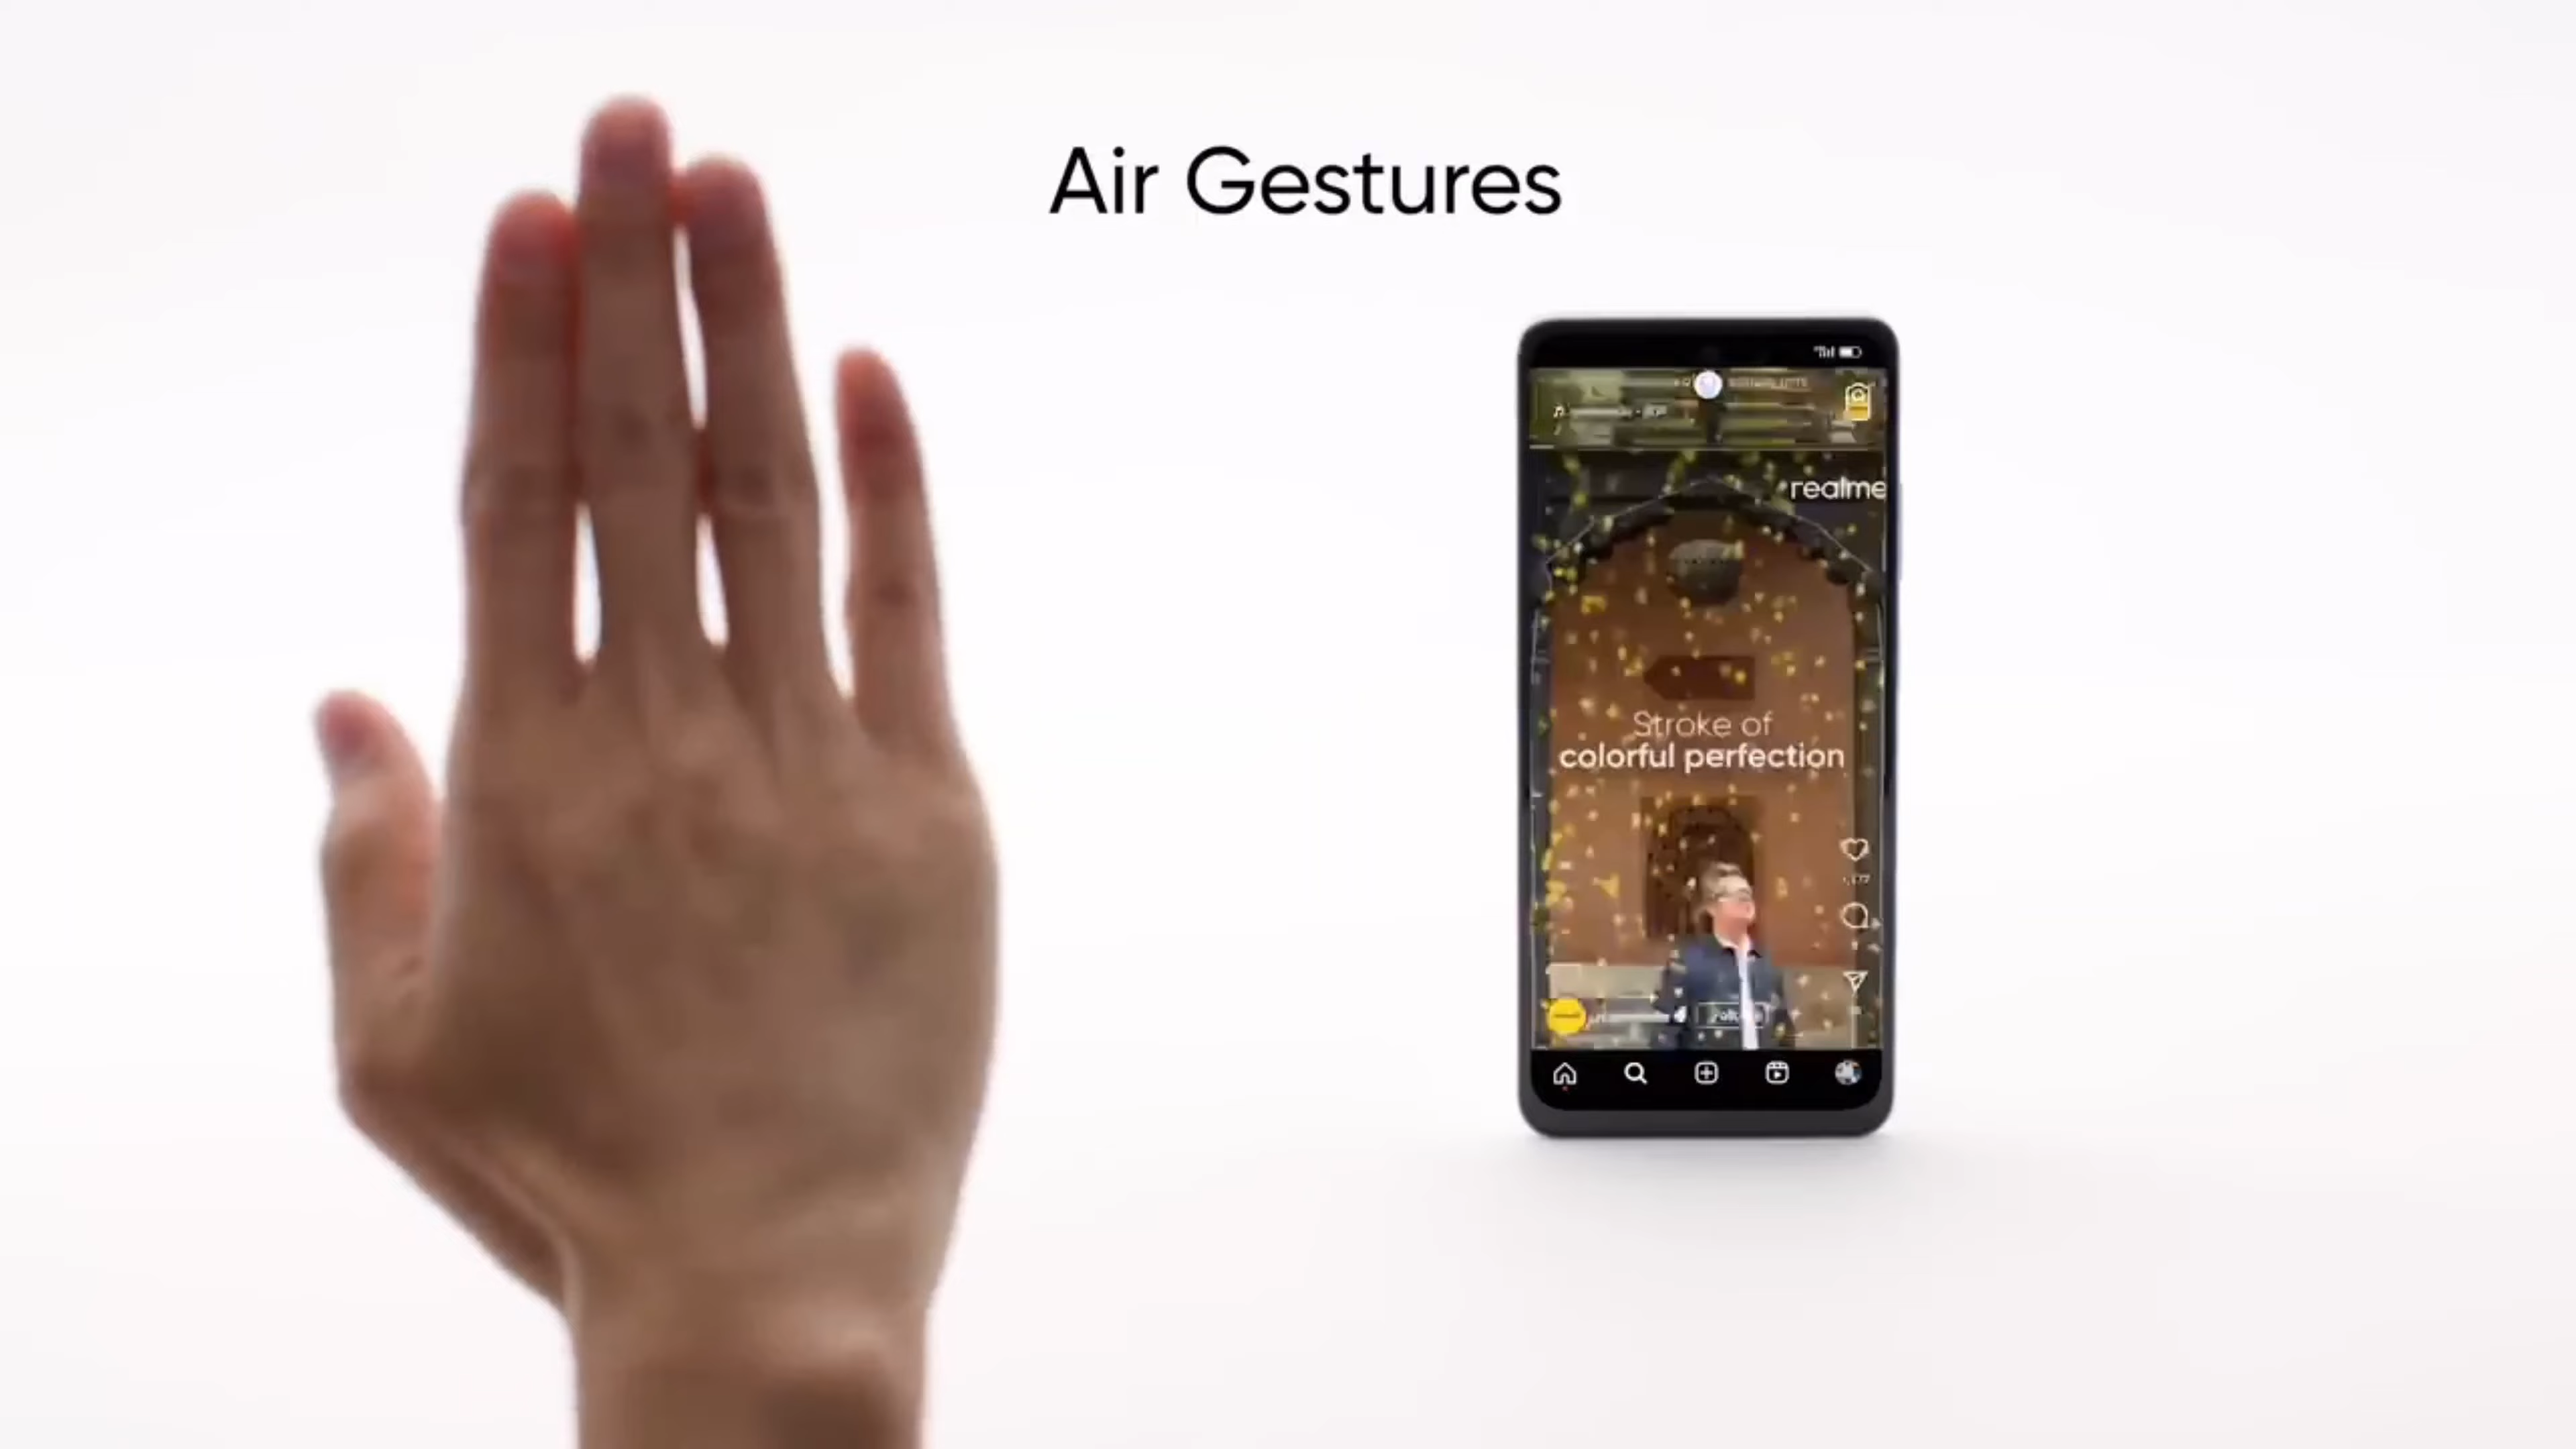 Air Gestures
realme
Stroke of
colorful perfection